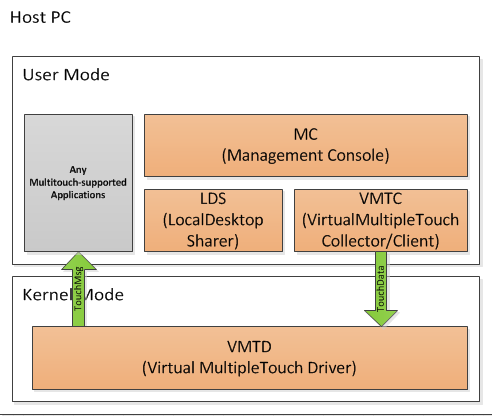 Host PC
User Mode
Any
Multitouch-supported
Applications
MC
(Management Console)
LDS
(LocalDesktop
Sharer)
VMTC
(VirtualMultipleTouch
Collector/Client)
TouchMsg
TouchData
Kernel Mode
VMTD
(Virtual MultipleTouch Driver)